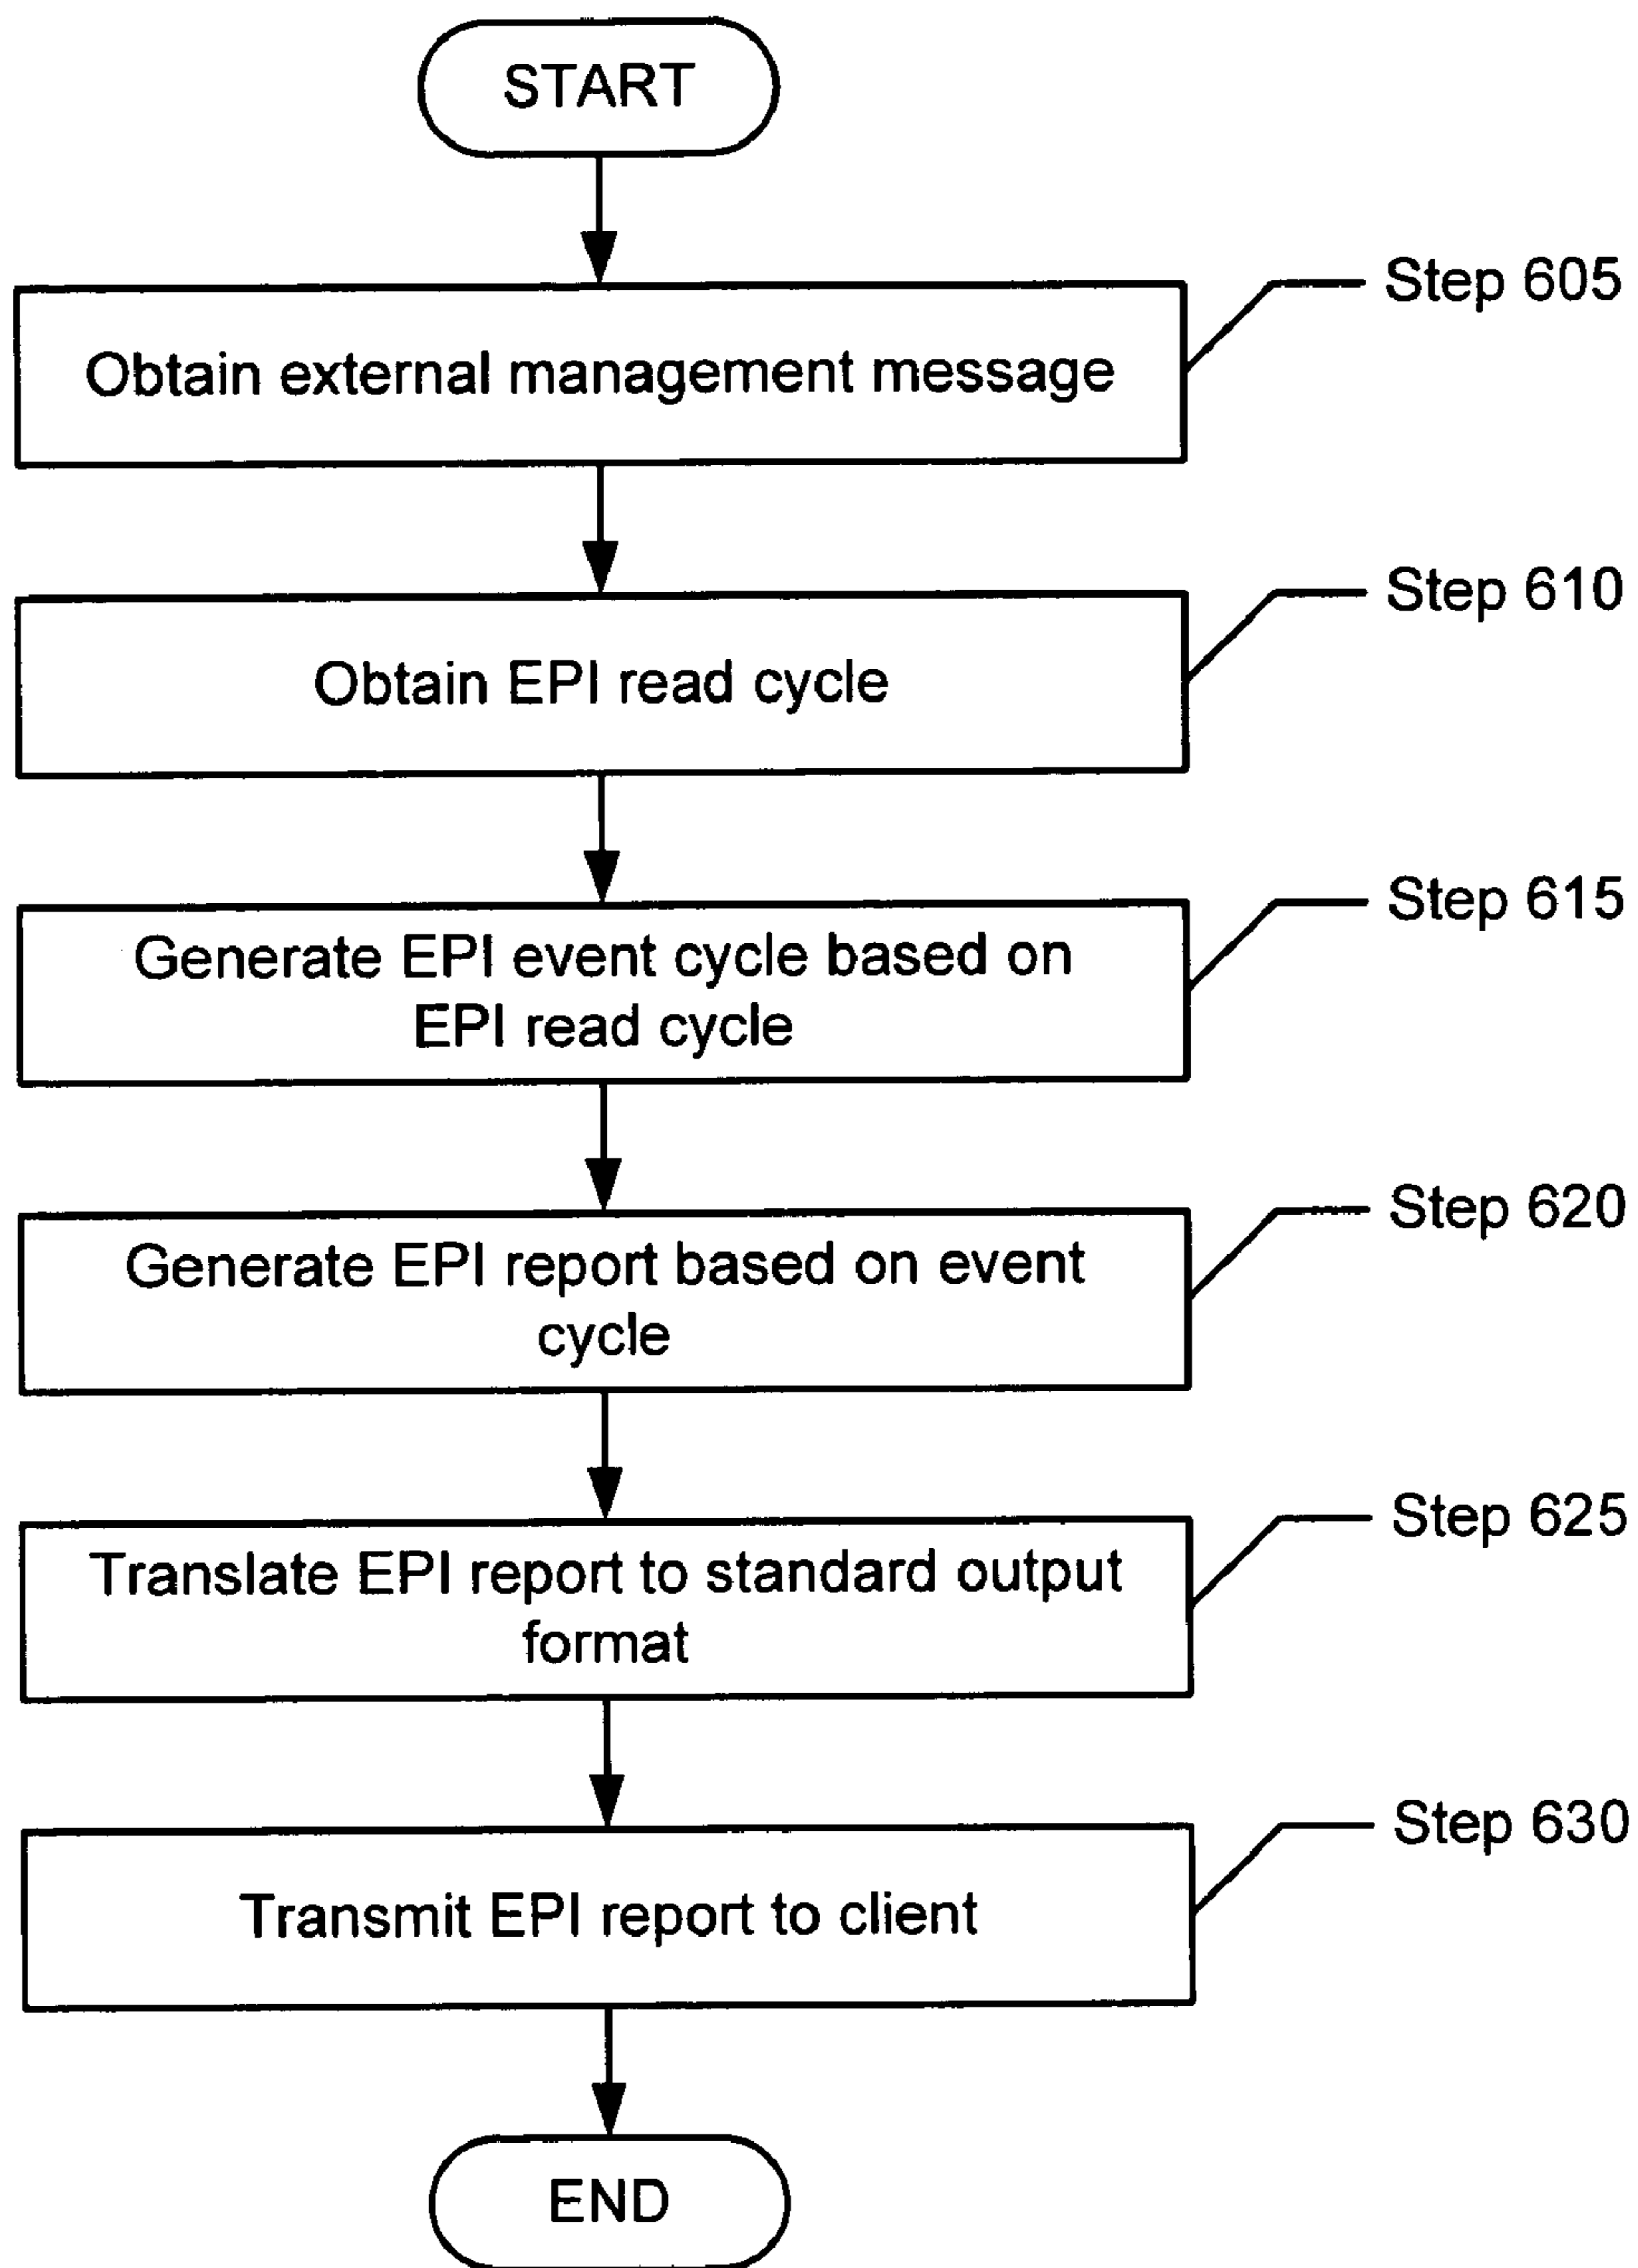 START
Step 605
Obtain external management message
Step 610
Obtain EPI read cycle
Step 615
Generate EPI event cycle based on
EPI read cycle
Step 620
Generate EPI report based on event
cycle
Step 625
Translate EPI report to standard output
format
Step 630
Transmit EPI report to client
END